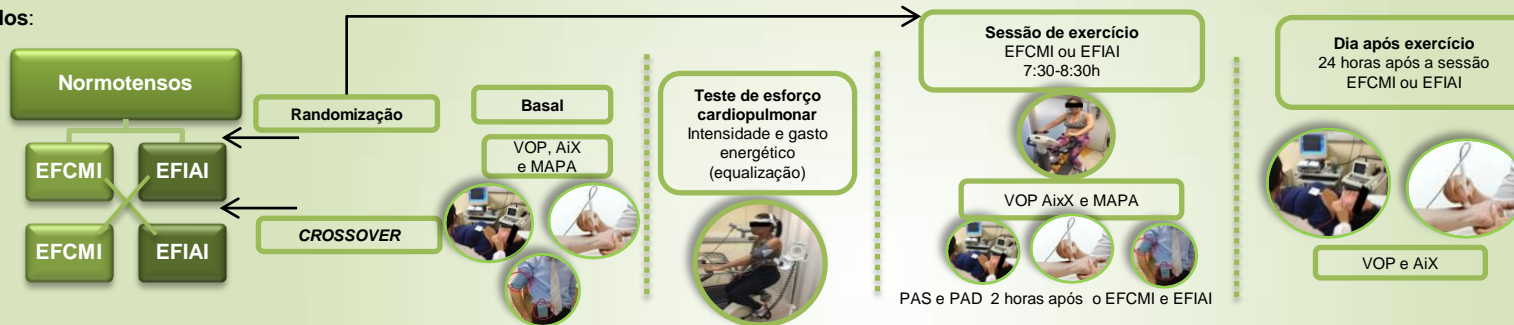 dos:
Normotensos
EFCMI
EFIAI
EFCMI
EFIAI
Randomização
CROSSOVER
Basal
VOP, AiX
e MAPA
Teste de esforço
cardiopulmonar
Intensidade e gasto
energético
(equalização)
Sessão de exercício
EFCMI ou EFIAI
7:30-8:30h
VOP AixX e MAPA
PAS e PAD 2 horas após o EFCMI e EFIAI
Dia após exercício
24 horas após a sessão
EFCMI ou EFIAI
VOP e AiX